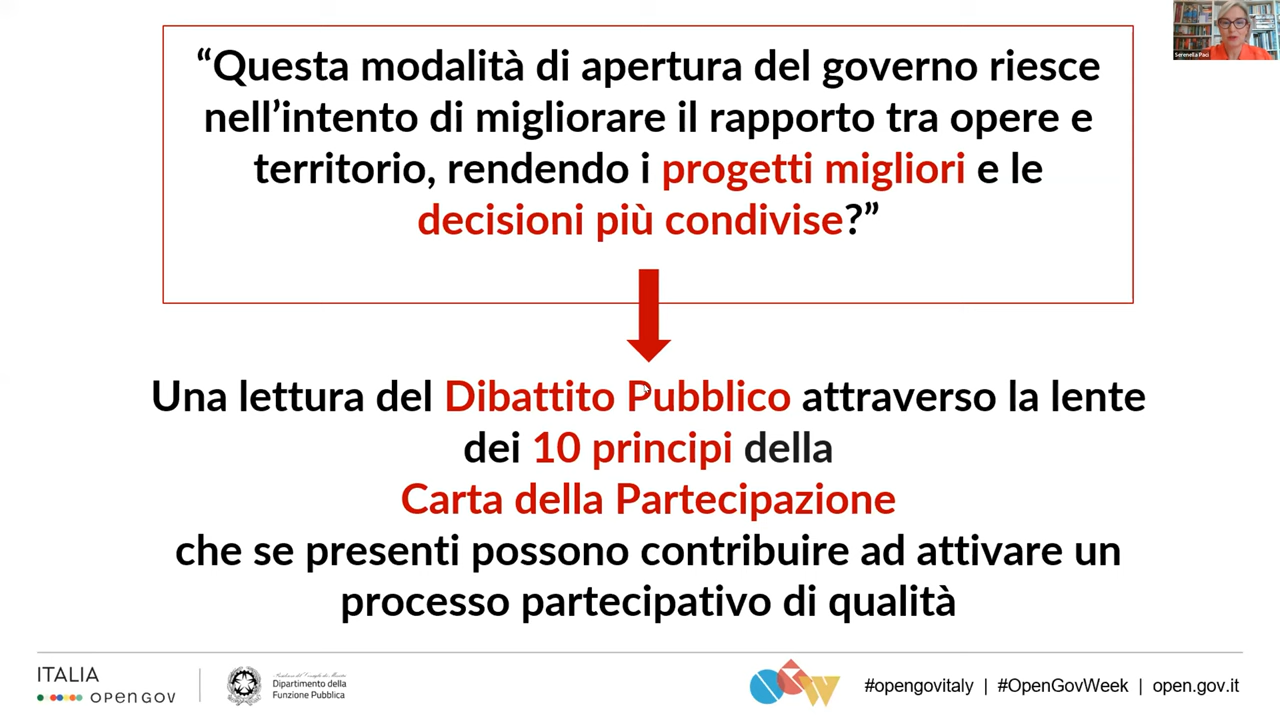 “Questa modalità di apertura del governo riesce
nell’intento di migliorare il rapporto tra opere e
territorio, rendendo i progetti migliori e le
decisioni più condivise?”
Serenella Paci
Una lettura del Dibattito Pubblico attraverso la lente
dei 10 principi della
Carta della Partecipazione
che se presenti possono contribuire ad attivare un
processo partecipativo di qualità
ITALIA
open gov
Dipartimento della
Funzione Pubblica
OGW
#opengovitaly | #OpenGovWeek | open.gov.it